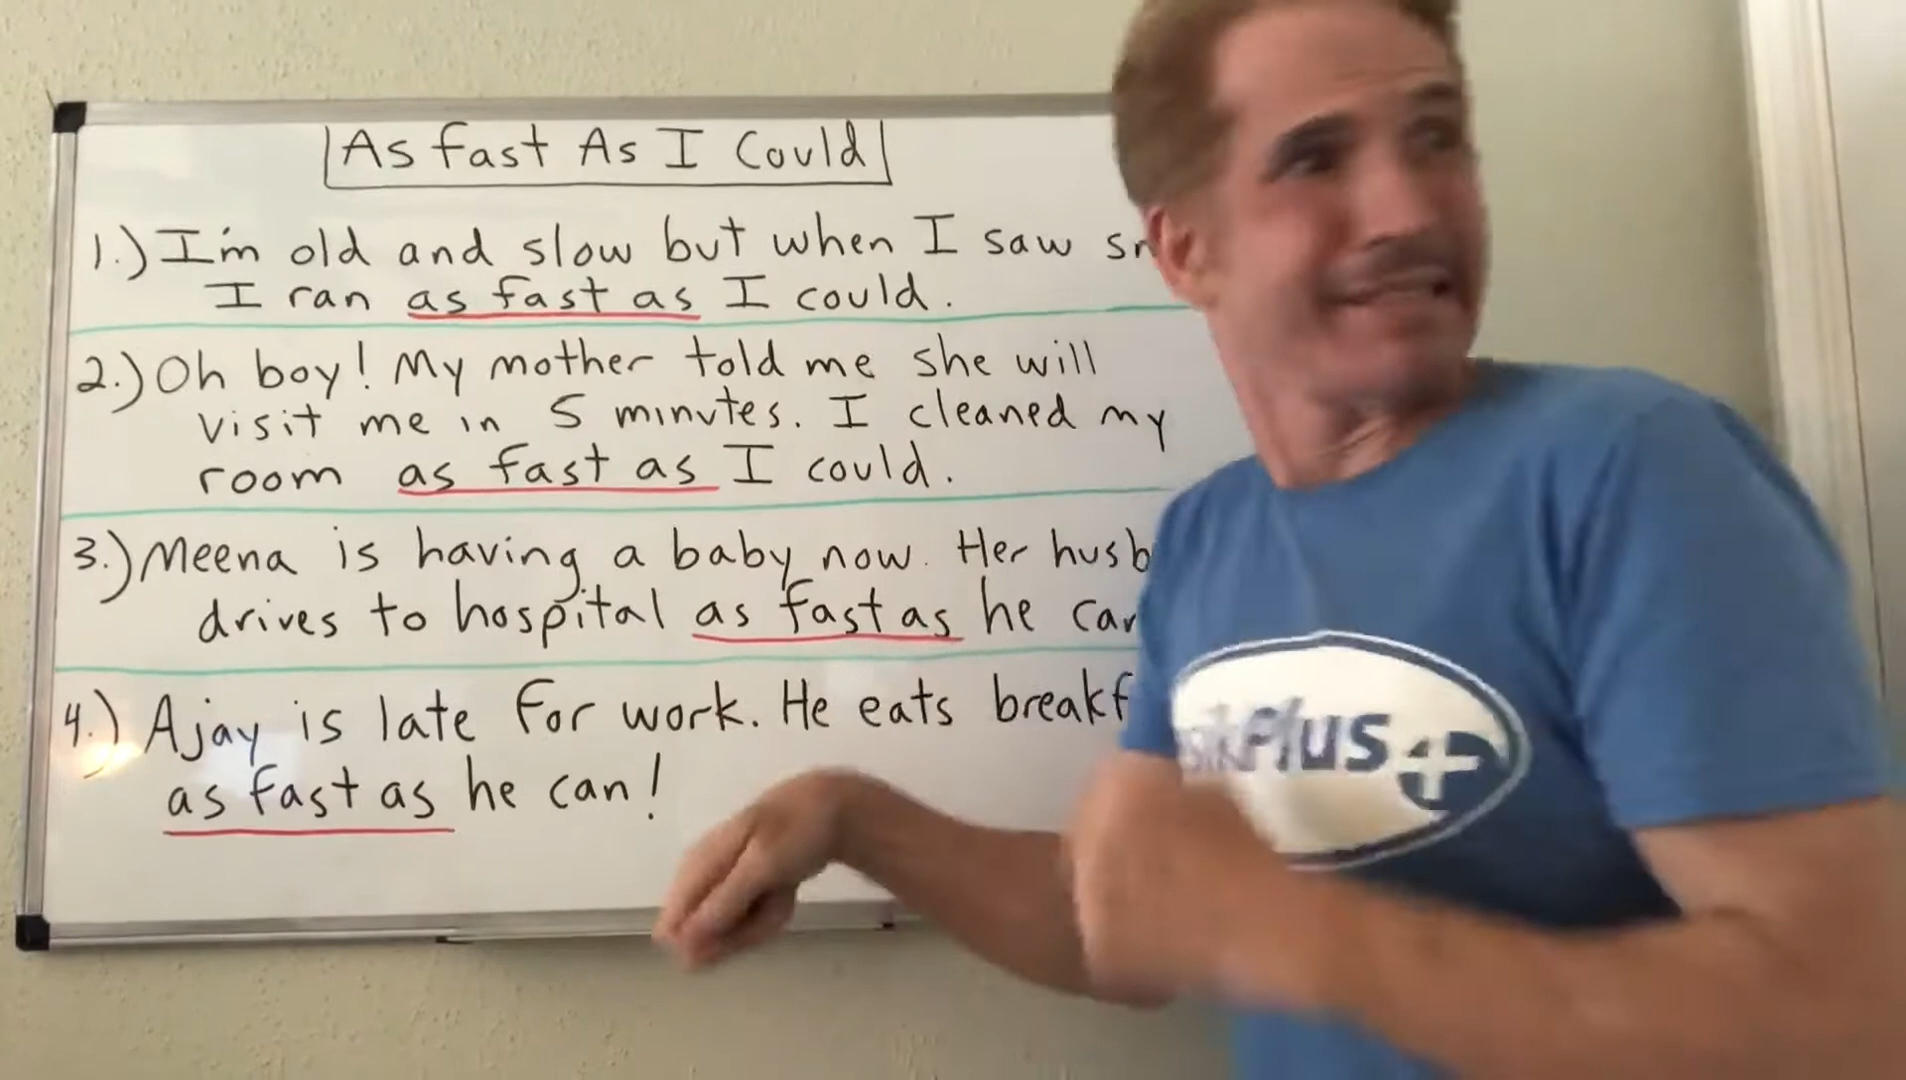 As Fast As I Could
1.) I'm old and slow but when I saw
I ran as fast as I could.
2.) Oh boy! My mother told me she will
visit me in 5 minutes. I cleaned my
room as fast as I could.
3.) Meena is having a baby now. Her
drives to hospital as fast as he
4.) Ajay is late for work. He eats
as fast as he can!
Plus+